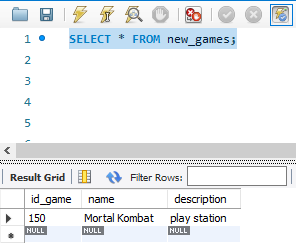 1 SELECT * FROM new_games;
2
3
4
5
6
Result Grid Filter Rows:
id_game name description
150 Mortal Kombat play station
NULL NULL NULL